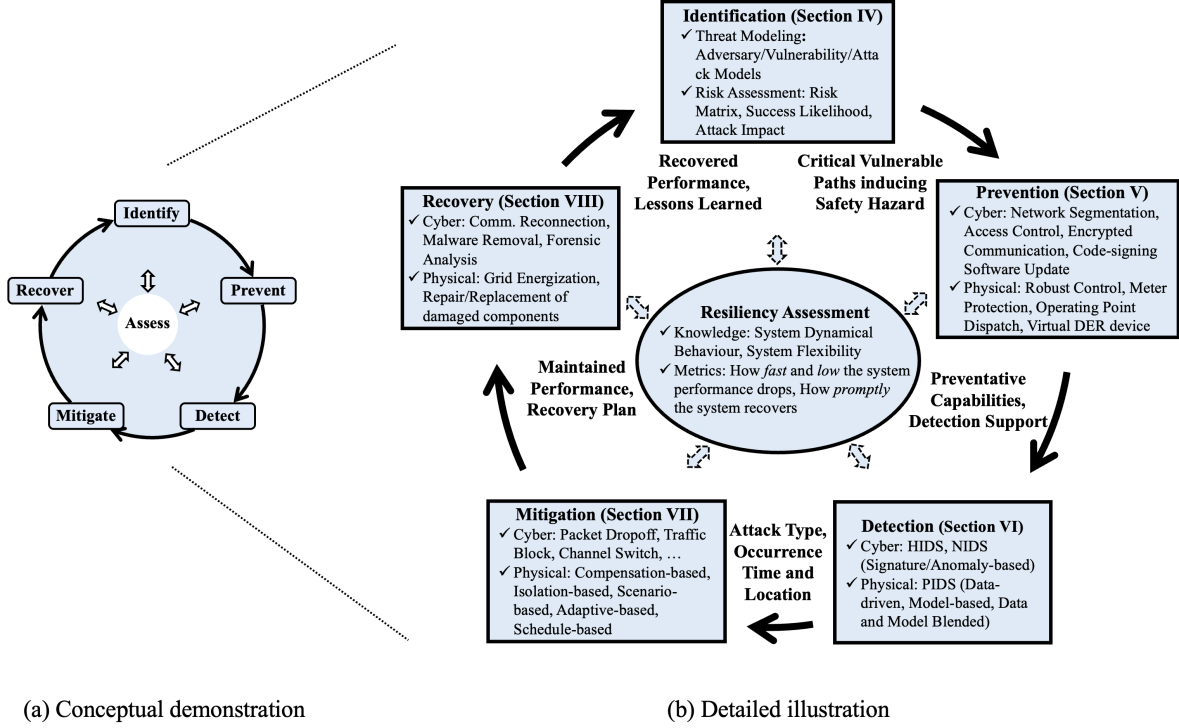 Identify
Prevent
Detect
Mitigate
Recover
Assess
(a) Conceptual demonstration
Identification (Section IV)
✓ Threat Modeling:
Adversary/Vulnerability/Atta
ck Models
✓ Risk Assessment: Risk
Matrix, Success Likelihood,
Attack Impact
Critical Vulnerable
Paths inducing
Safety Hazard
Prevention (Section V)
✓ Cyber: Network Segmentation,
Access Control, Encrypted
Communication, Code-signing
Software Update
✓ Physical: Robust Control, Meter
Protection, Operating Point
Dispatch, Virtual DER device
Preventative
Capabilities,
Detection Support
Detection (Section VI)
✓ Cyber: HIDS, NIDS
(Signature/Anomaly-based)
✓ Physical: PIDS (Data-
driven, Model-based, Data
and Model Blended)
Attack Type,
Occurrence
Time and
Location
Mitigation (Section VII)
✓ Cyber: Packet Dropoff, Traffic
Block, Channel Switch, …
✓ Physical: Compensation-based,
Isolation-based, Scenario-
based, Adaptive-based,
Schedule-based
Maintained
Performance,
Recovery Plan
Recovery (Section VIII)
✓ Cyber: Comm. Reconnection,
Malware Removal, Forensic
Analysis
✓ Physical: Grid Energization,
Repair/Replacement of
damaged components
Recovered
Performance,
Lessons Learned
Resiliency Assessment
✓ Knowledge: System Dynamical
Behaviour, System Flexibility
✓ Metrics: How fast and low the system
performance drops, How promptly
the system recovers
(b) Detailed illustration